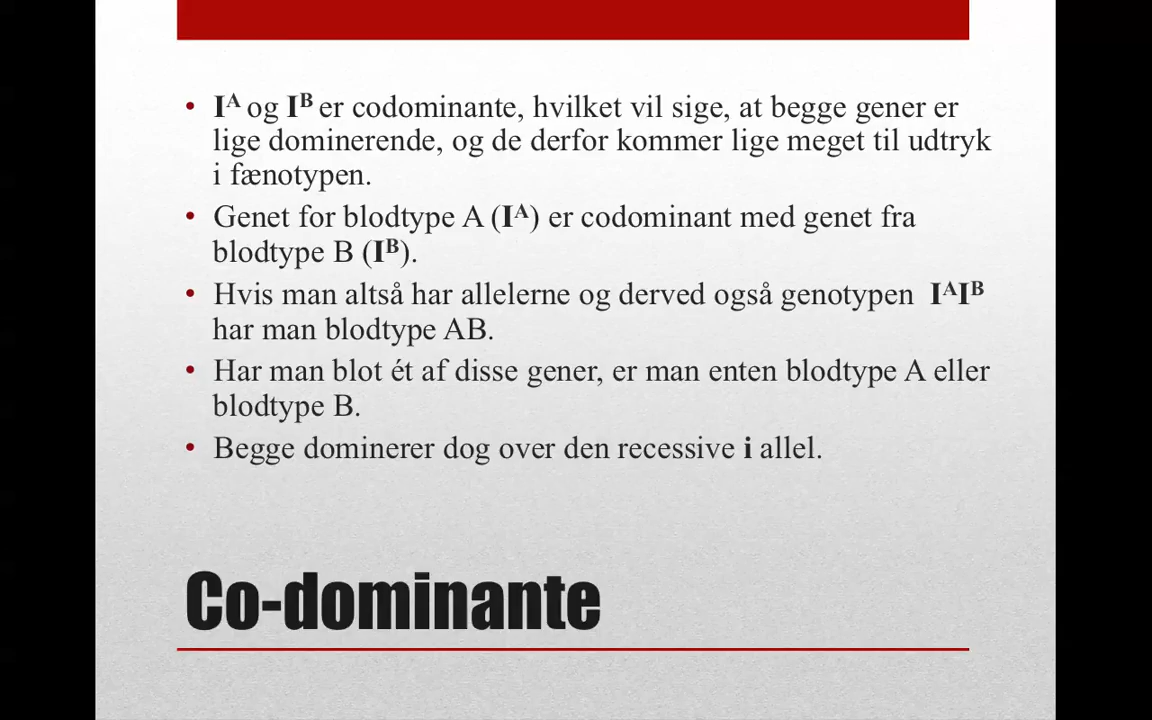 • Iᴬ og Iᴮ er codominante, hvilket vil sige, at begge gener er
lige dominerende, og de derfor kommer lige meget til udtryk
i fænotypen.
• Genet for blodtype A (Iᴬ) er codominant med genet fra
blodtype B (Iᴮ).
• Hvis man altså har allelerne og derved også genotypen IᴬIᴮ
har man blodtype AB.
• Har man blot ét af disse gener, er man enten blodtype A eller
blodtype B.
• Begge dominerer dog over den recessive i allel.
Co-dominante